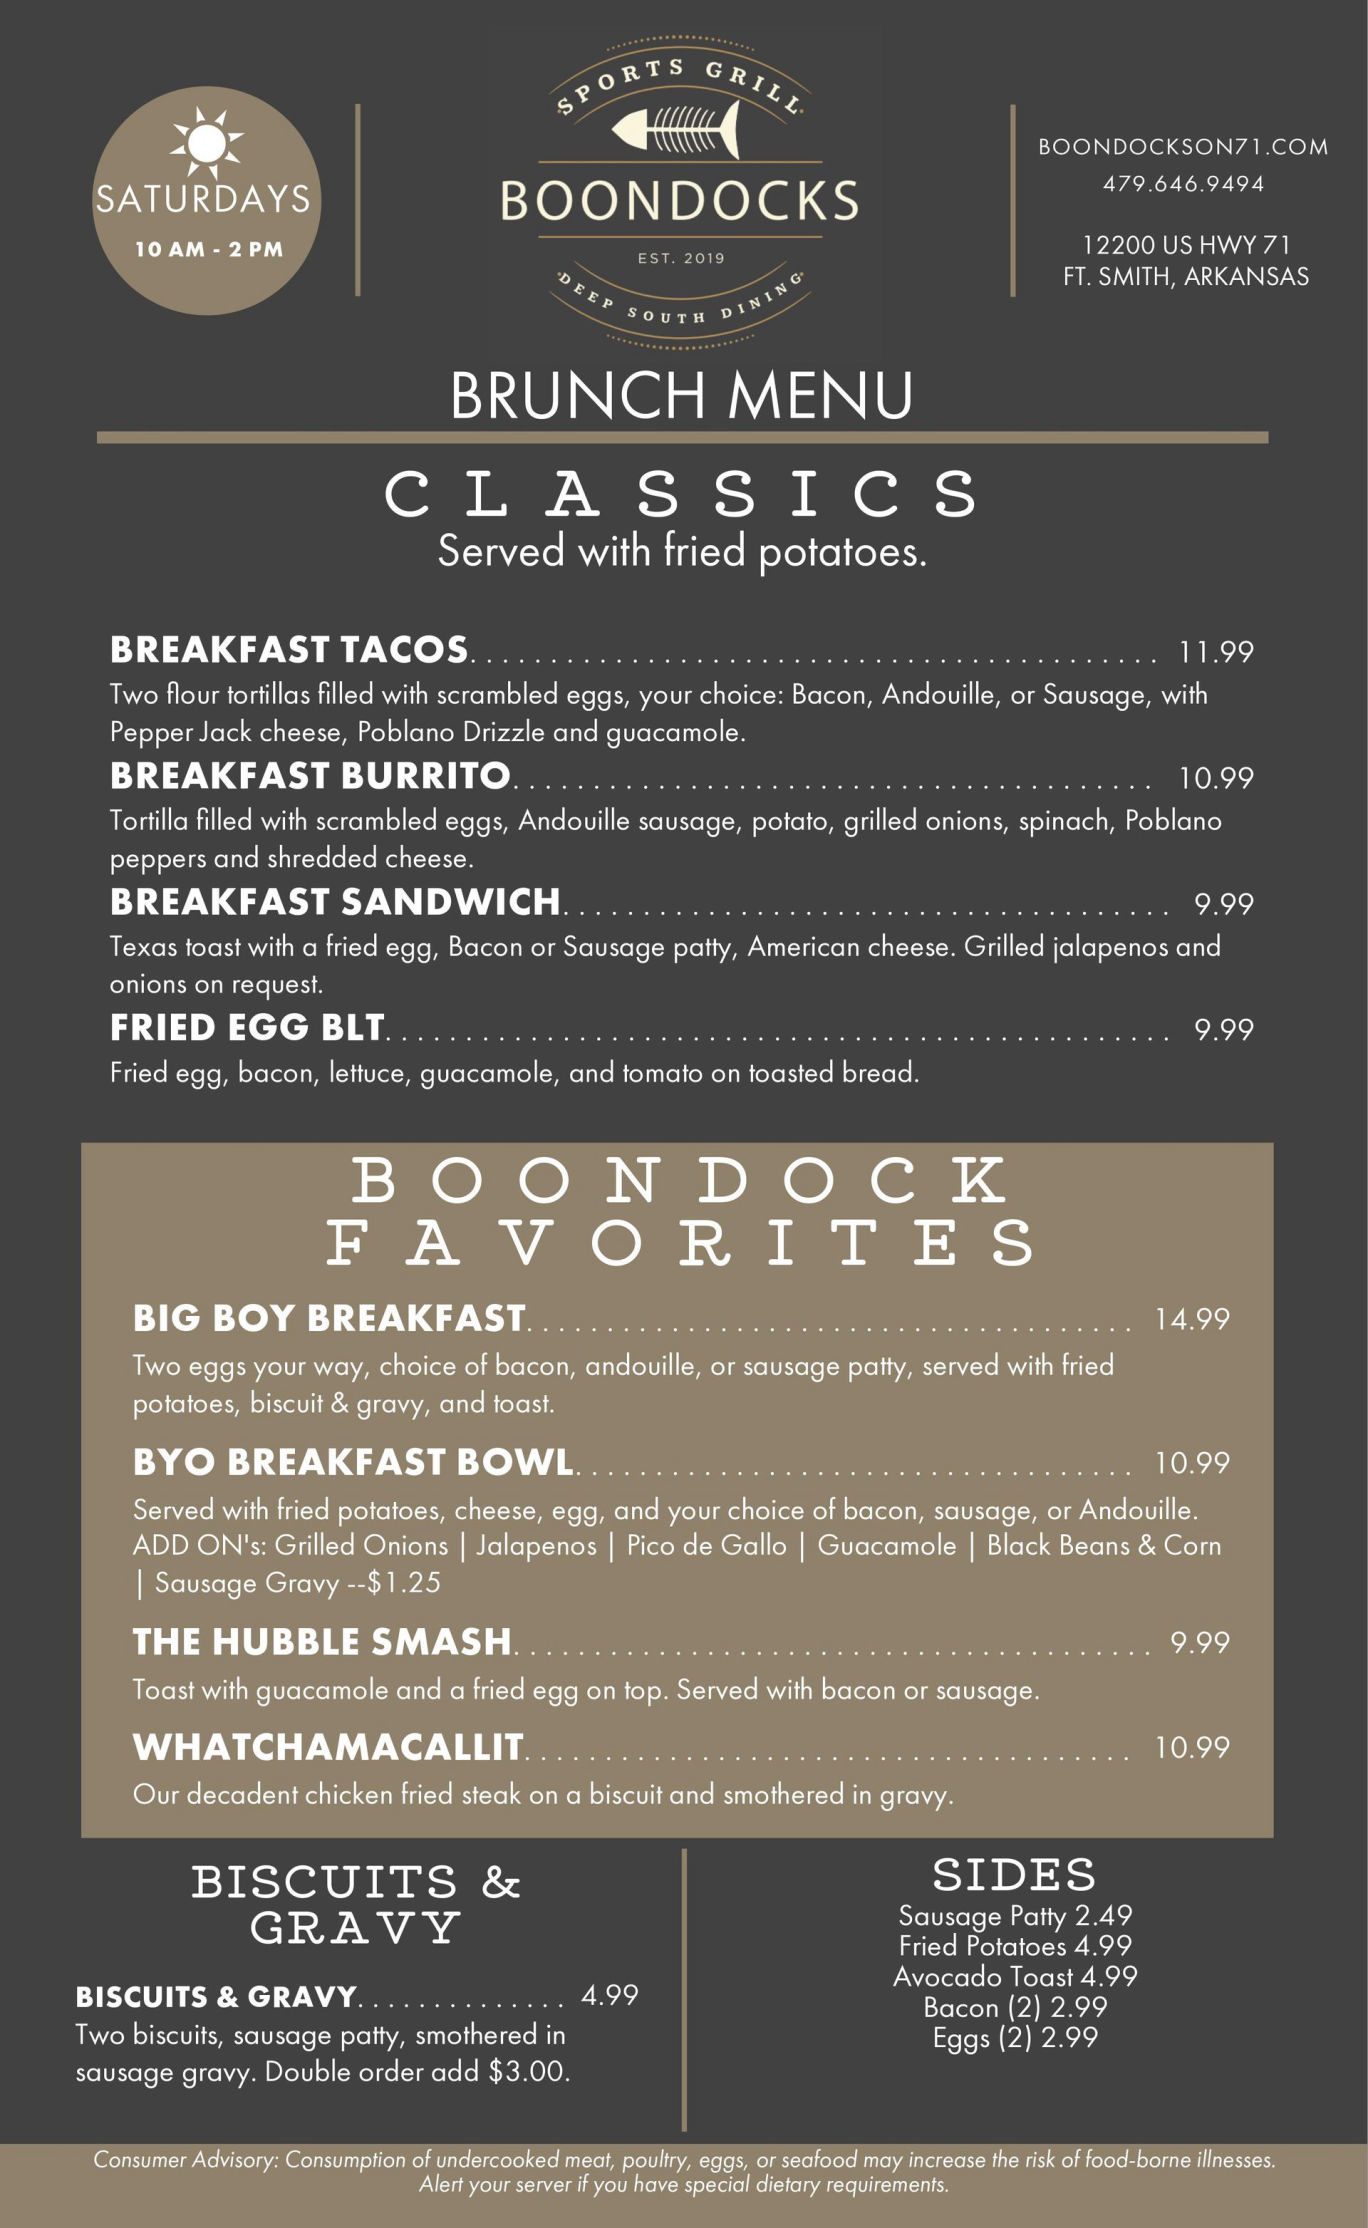 SATURDAYS
10 AM - 2 PM
SPORTS GRILL
BOONDOCKS
EST. 2019
DEEP SOUTH DINING
BOONDOCKSON71.COM
479.646.9494
12200 US HWY 71
FT. SMITH, ARKANSAS
BRUNCH MENU
CLASSICS
Served with fried potatoes.
BREAKFAST TACOS. . . . . . . . . . . . . . . . . . . . . . . . . . . . . . . . . . . . . . . . . . . 11.99
Two flour tortillas filled with scrambled eggs, your choice: Bacon, Andouille, or Sausage, with
Pepper Jack cheese, Poblano Drizzle and guacamole.
BREAKFAST BURRITO. . . . . . . . . . . . . . . . . . . . . . . . . . . . . . . . . . . . . . . . 10.99
Tortilla filled with scrambled eggs, Andouille sausage, potato, grilled onions, spinach, Poblano
peppers and shredded cheese.
BREAKFAST SANDWICH. . . . . . . . . . . . . . . . . . . . . . . . . . . . . . . . . . . . . . 9.99
Texas toast with a fried egg, Bacon or Sausage patty, American cheese. Grilled jalapenos and
onions on request.
FRIED EGG BLT. . . . . . . . . . . . . . . . . . . . . . . . . . . . . . . . . . . . . . . . . . . . . . . . . 9.99
Fried egg, bacon, lettuce, guacamole, and tomato on toasted bread.
BOONDOCK
FAVORITES
BIG BOY BREAKFAST. . . . . . . . . . . . . . . . . . . . . . . . . . . . . . . . . . . . . . 14.99
Two eggs your way, choice of bacon, andouille, or sausage patty, served with fried
potatoes, biscuit & gravy, and toast.
BYO BREAKFAST BOWL. . . . . . . . . . . . . . . . . . . . . . . . . . . . . . . . . . . 10.99
Served with fried potatoes, cheese, egg, and your choice of bacon, sausage, or Andouille.
ADD ON's: Grilled Onions | Jalapenos | Pico de Gallo | Guacamole | Black Beans & Corn
| Sausage Gravy --$1.25
THE HUBBLE SMASH. . . . . . . . . . . . . . . . . . . . . . . . . . . . . . . . . . . . . . . . 9.99
Toast with guacamole and a fried egg on top. Served with bacon or sausage.
WHATCHAMACALLIT. . . . . . . . . . . . . . . . . . . . . . . . . . . . . . . . . . . . . . 10.99
Our decadent chicken fried steak on a biscuit and smothered in gravy.
BISCUITS &
GRAVY
BISCUITS & GRAVY. . . . . . . . . . . . . . 4.99
Two biscuits, sausage patty, smothered in
sausage gravy. Double order add $3.00.
SIDES
Sausage Patty 2.49
Fried Potatoes 4.99
Avocado Toast 4.99
Bacon (2) 2.99
Eggs (2) 2.99
Consumer Advisory: Consumption of undercooked meat, poultry, eggs, or seafood may increase the risk of food-borne illnesses.
Alert your server if you have special dietary requirements.